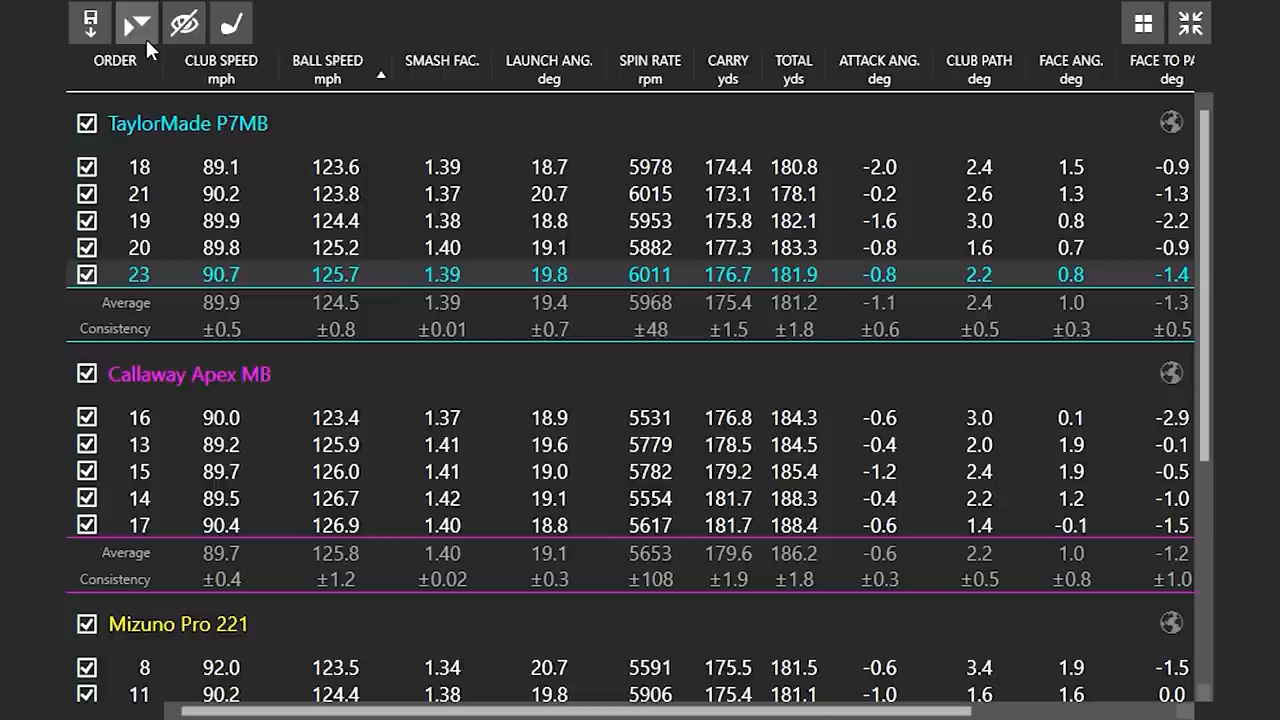 ORDER CLUB SPEED BALL SPEED SMASH FAC. LAUNCH ANG. SPIN RATE CARRY TOTAL ATTACK ANG. CLUB PATH FACE ANG. FACE TO PA
mph mph deg rpm yds yds deg deg deg deg
TaylorMade P7MB
18 89.1 123.6 1.39 18.7 5978 174.4 180.8 -2.0 2.4 1.5 -0.9
21 90.2 123.8 1.37 20.7 6015 173.1 178.1 -0.2 2.6 1.3 -1.3
19 89.9 124.4 1.38 18.8 5953 175.8 182.1 -1.6 3.0 0.8 -2.2
20 89.8 125.2 1.40 19.1 5882 177.3 183.3 -0.8 1.6 0.7 -0.9
23 90.7 125.7 1.39 19.8 6011 176.7 181.9 -0.8 2.2 0.8 -1.4
Average 89.9 124.5 1.39 19.4 5968 175.4 181.2 -1.1 2.4 1.0 -1.3
Consistency ±0.5 ±0.8 ±0.01 ±0.7 ±48 ±1.5 ±1.8 ±0.6 ±0.5 ±0.3 ±0.5
Callaway Apex MB
16 90.0 123.4 1.37 18.9 5531 176.8 184.3 -0.6 3.0 0.1 -2.9
13 89.2 125.9 1.41 19.6 5779 178.5 184.5 -0.4 2.0 1.9 -0.1
15 89.7 126.0 1.41 19.0 5782 179.2 185.4 -1.2 2.4 1.9 -0.5
14 89.5 126.7 1.42 19.1 5554 181.7 188.3 -0.4 2.2 1.2 -1.0
17 90.4 126.9 1.40 18.8 5617 181.7 188.4 -0.6 1.4 -0.1 -1.5
Average 89.7 125.8 1.40 19.1 5653 179.6 186.2 -0.6 2.2 1.0 -1.2
Consistency ±0.4 ±1.2 ±0.02 ±0.3 ±108 ±1.9 ±1.8 ±0.3 ±0.5 ±0.8 ±1.0
Mizuno Pro 221
8 92.0 123.5 1.34 20.7 5591 175.5 181.5 -0.6 3.4 1.9 -1.5
11 90.2 124.4 1.38 19.8 5906 175.4 181.1 -1.0 1.6 1.6 0.0